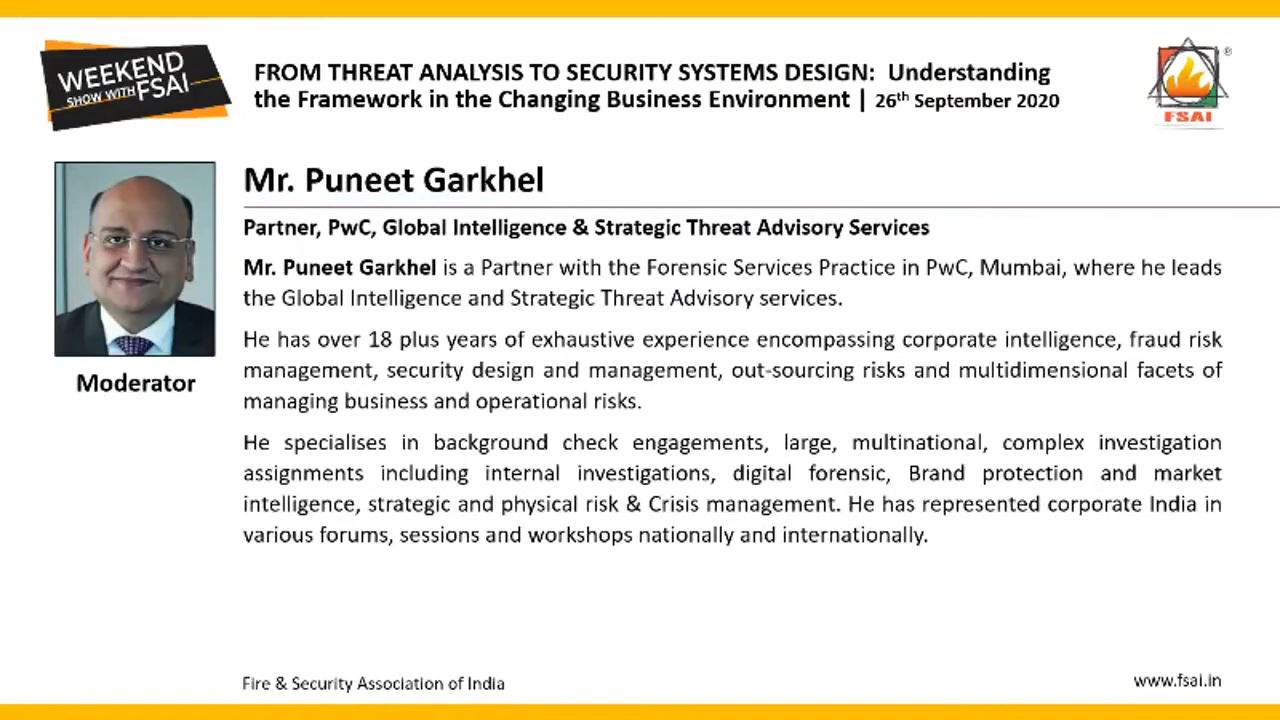 WEEKEND
SHOW WITH FSAI
FROM THREAT ANALYSIS TO SECURITY SYSTEMS DESIGN: Understanding
the Framework in the Changing Business Environment | 26th September 2020
®
FSAI
Mr. Puneet Garkhel
Partner, PwC, Global Intelligence & Strategic Threat Advisory Services
Mr. Puneet Garkhel is a Partner with the Forensic Services Practice in PwC, Mumbai, where he leads
the Global Intelligence and Strategic Threat Advisory services.
He has over 18 plus years of exhaustive experience encompassing corporate intelligence, fraud risk
management, security design and management, out-sourcing risks and multidimensional facets of
managing business and operational risks.
He specialises in background check engagements, large, multinational, complex investigation
assignments including internal investigations, digital forensic, Brand protection and market
intelligence, strategic and physical risk & Crisis management. He has represented corporate India in
various forums, sessions and workshops nationally and internationally.
Moderator
Fire & Security Association of India
www.fsai.in